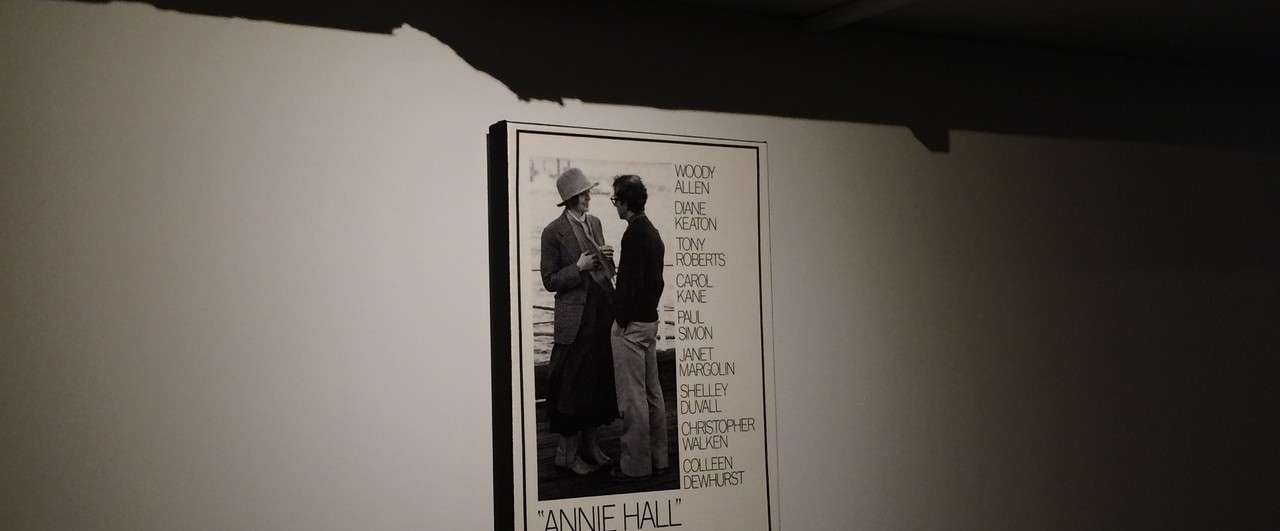 WOODY
ALLEN
DIANE
KEATON
TONY
ROBERTS
CAROL
KANE
PAUL
SIMON
JANET
MARGOLIN
SHELLEY
DUVALL
CHRISTOPHER
WALKEN
COLLEEN
DEWHURST
"ANNIE HALL"